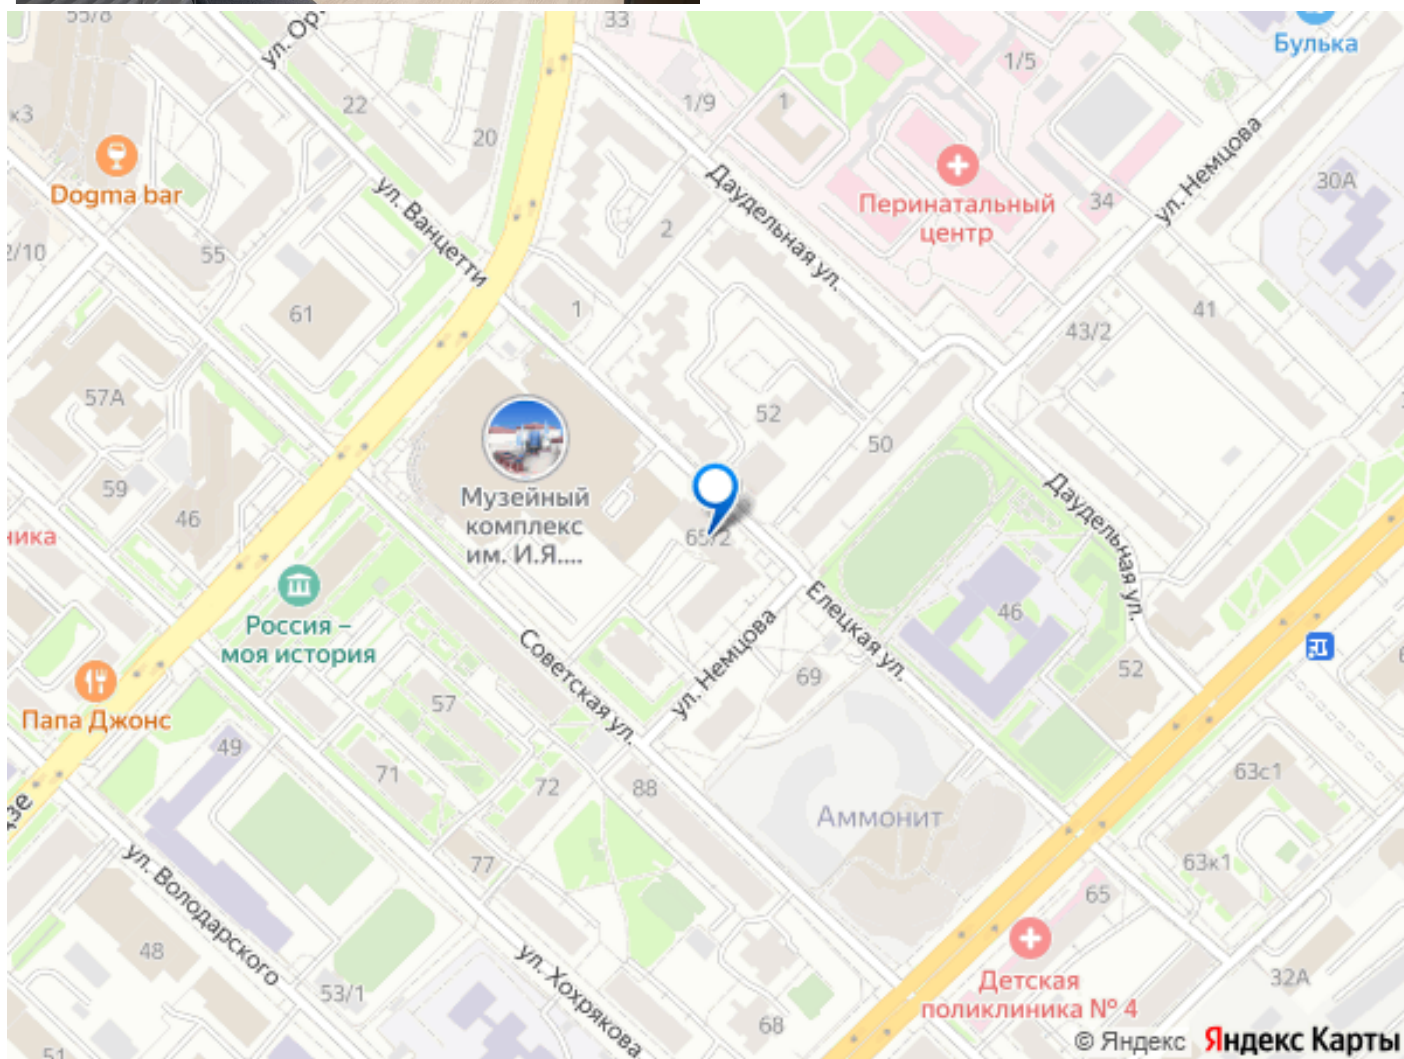 55/8
ул. Ор
33
Булька
1/5
к3
22
1/9
1
20
Dogma bar
ул. Ванцетти
Даудельная ул.
Перинатальный
центр
34
ул. Немцова
30А
2/10
55
2
61
1
41
43/2
57А
52
50
59
46
Музейный
комплекс
им. И.Я....
65/2
ника
Даудельная ул.
Россия –
моя история
Советская ул.
ул. Немцова
Елецкая ул.
46
69
52
Папа Джонс
57
49
71
72
88
Аммонит
63с1
дзе
77
63к1
ул. Володарского
65
48
53/1
ул. Хохрякова
Детская
поликлиника № 4
32А
68
51
© Яндекс Яндекс Карты